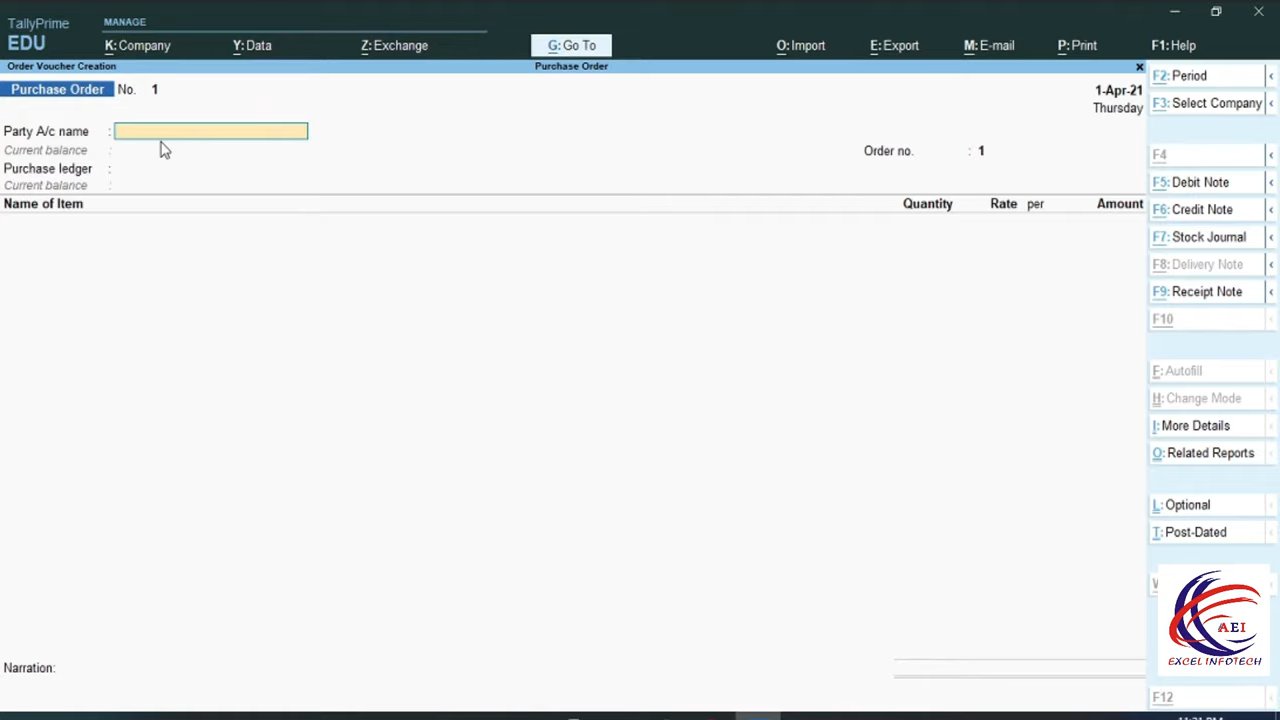 TallyPrime
EDU
MANAGE
K: Company
Y: Data
Z: Exchange
G: Go To
O: Import
E: Export
M: E-mail
P: Print
F1: Help
Order Voucher Creation
Purchase Order
x
Purchase Order No. 1
1-Apr-21
Thursday
Party A/c name :
Current balance :
Order no. : 1
Purchase ledger :
Current balance :
Name of Item
Quantity
Rate per
Amount
F2: Period
F3: Select Company
F4
F5: Debit Note
F6: Credit Note
F7: Stock Journal
F8: Delivery Note
F9: Receipt Note
F10
F: Autofill
H: Change Mode
I: More Details
O: Related Reports
L: Optional
T: Post-Dated
AEI
EXCEL INFOTECH
Narration:
F12